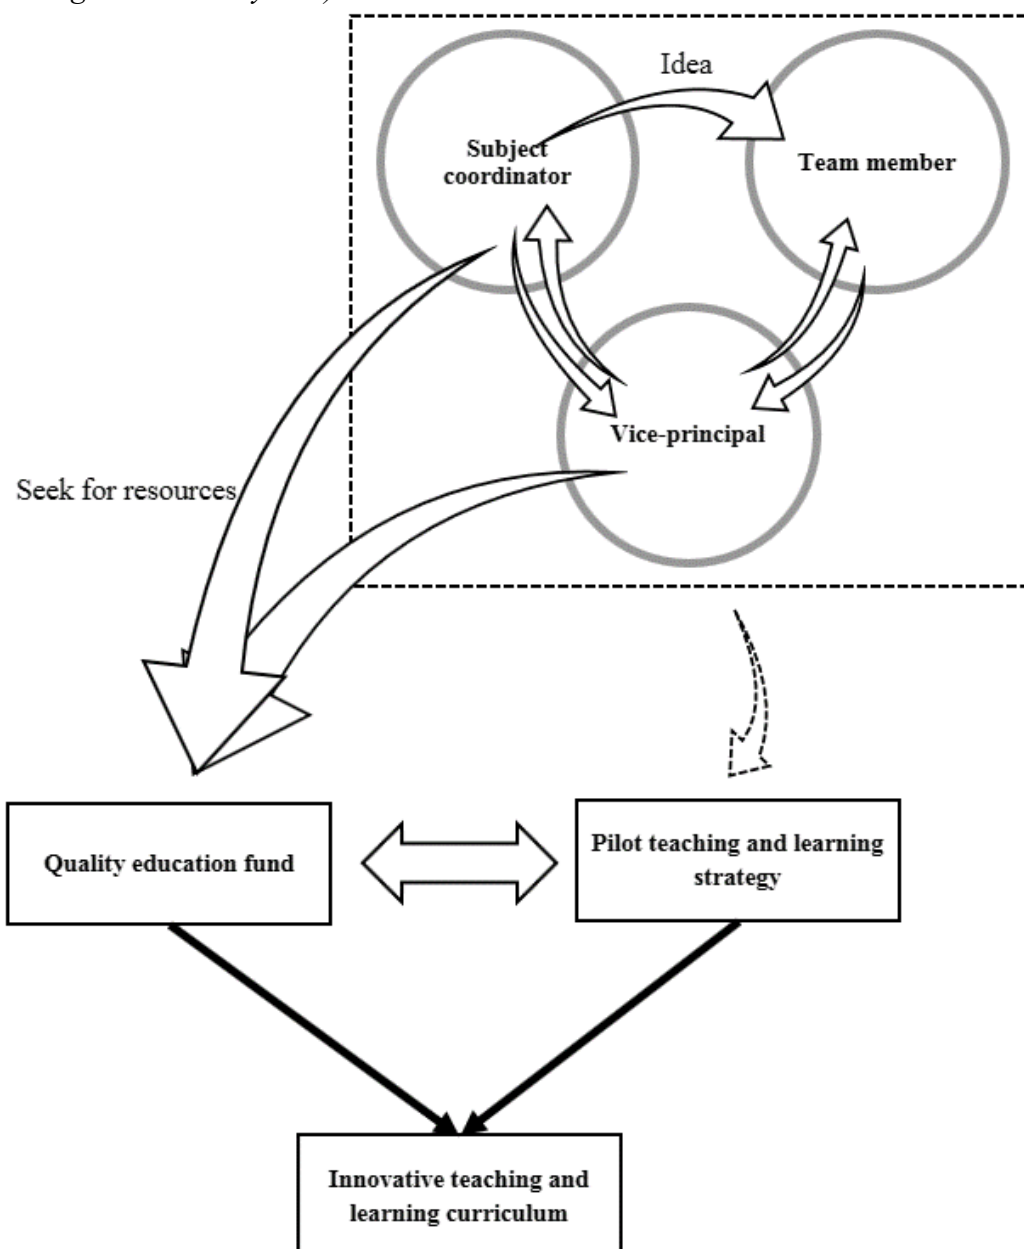 Idea
Subject
coordinator
Team member
Vice-principal
Seek for resources
Quality education fund
Pilot teaching and learning
strategy
Innovative teaching and
learning curriculum